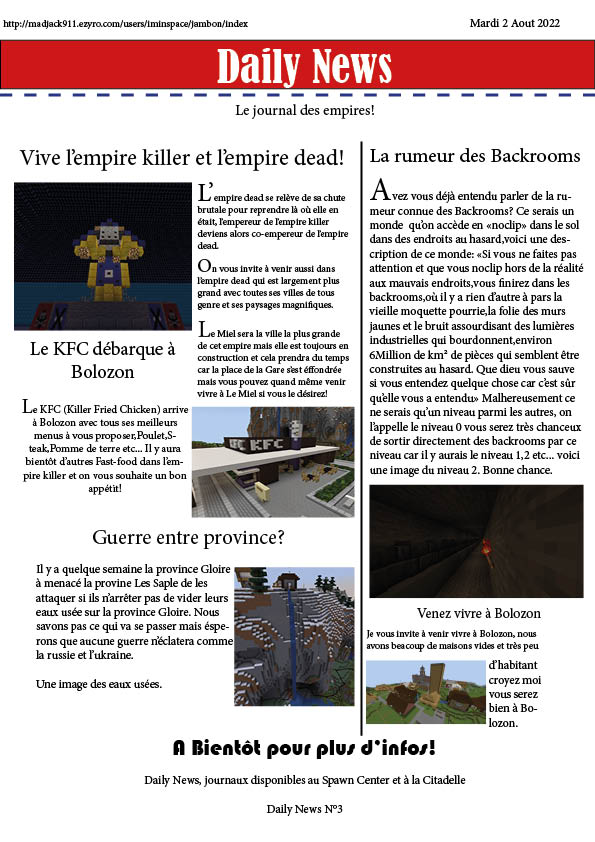 http://madjack911.ezyro.com/users/iminspace/jambon/index
Mardi 2 Aout 2022
Daily News
Le journal des empires!
Vive l'empire killer et l'empire dead!
L'empire dead se relève de sa chute
brutale pour reprendre là où elle en
était, l'empereur de l'empire killer
deviens alors co-empereur de l'empire
dead.
On vous invite à venir aussi dans
l'empire dead qui est largement plus
grand avec toutes ses villes de tous
genre et ses paysages magnifiques.
Le Miel sera la ville la plus grande
de cet empire mais elle est toujours en
construction et cela prendra du temps
car la place de la Gare s'est éffondrée
mais vous pouvez quand même venir
vivre à Le Miel si vous le désirez!
Le KFC débarque à
Bolozon
Le KFC (Killer Fried Chicken) arrive
à Bolozon avec tous ses meilleurs
menus à vous proposer,Poulet,S-
teak,Pomme de terre etc... Il y aura
bientôt d'autres Fast-food dans l'em-
pire killer et on vous souhaite un bon
appétit!
KFC KFC
Guerre entre province?
Il y a quelque semaine la province Gloire
à menacé la provine Les Saple de les
attaquer si ils n'arrêter pas de vider leurs
eaux usée sur la province Gloire. Nous
savons pas ce qui va se passer mais éspe-
rons que aucune guerre n'éclatera comme
la russie et l'ukraine.
Une image des eaux usées.
La rumeur des Backrooms
Avez vous déjà entendu parler de la ru-
meur connue des Backrooms? Ce serais un
monde qu'on accède en «noclip» dans le sol
dans des endroits au hasard,voici une des-
cription de ce monde: «Si vous ne faites pas
attention et que vous noclip hors de la réalité
aux mauvais endroits,vous finirez dans les
backrooms,où il y a rien d'autre à pars la
vieille moquette pourrie,la folie des murs
jaunes et le bruit assourdisant des lumières
industrielles qui bourdonnent,environ
6Million de km² de pièces qui semblent être
construites au hasard. Que dieu vous sauve
si vous entendez quelque chose car c'est sûr
qu'elle vous a entendu» Malhereusement ce
ne serais qu'un niveau parmi les autres, on
l'appelle le niveau 0 vous serez très chanceux
de sortir directement des backrooms par ce
niveau car il y aurais le niveau 1,2 etc... voici
une image du niveau 2. Bonne chance.
Venez vivre à Bolozon
Je vous invite à venir vivre à Bolozon, nous
avons beacoup de maisons vides et très peu
d'habitant
croyez moi
vous serez
bien à Bo-
lozon.
A Bientôt pour plus d'infos!
Daily News, journaux disponibles au Spawn Center et à la Citadelle
Daily News N°3